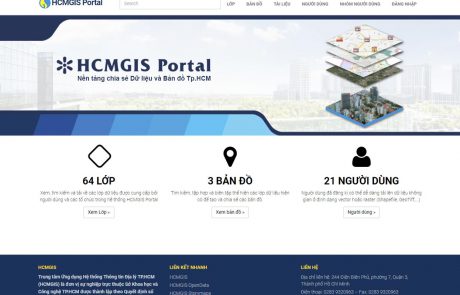 HCMGIS Portal
Search
LỚP
BẢN ĐỒ
TÀI LIỆU
NGƯỜI DÙNG
NHÓM NGƯỜI DÙNG
ĐĂNG NHẬP
HCMGIS Portal
Nền tảng chia sẻ Dữ liệu và Bản đồ Tp.HCM
64 LỚP
Xem, tìm kiếm và tải về các lớp dữ liệu được cung cấp bởi
người dùng và các tổ chức trong hệ thống HCMGIS Portal
Xem Lớp »
3 BẢN ĐỒ
Tìm kiếm, tập hợp và biên tập thể hiện các lớp dữ liệu hiện
có để tạo và chia sẻ các bản đồ.
Xem bản đồ »
21 NGƯỜI DÙNG
Người dùng đã đăng kí có thể dễ dàng tải lên dữ liệu không
gian ở định dạng vector hoặc raster (Shapefile, GeoTiff,...)
Người dùng »
HCMGIS
Trung tâm Ứng dụng Hệ thống Thông tin Địa lý TP.HCM
(HCMGIS) là đơn vị sự nghiệp trực thuộc Sở Khoa học và
Công nghệ TP.HCM được thành lập theo Quyết định số
LIÊN KẾT NHANH
HCMGIS
HCMGIS OpenData
HCMGIS Storymaps
LIÊN HỆ
Địa chỉ liên hệ: 244 Điện Biên Phủ, phường 7, Quận 3,
Thành phố Hồ Chí Minh.
Điện thoại: 0283 9320963 – Fax: 0283 9320963